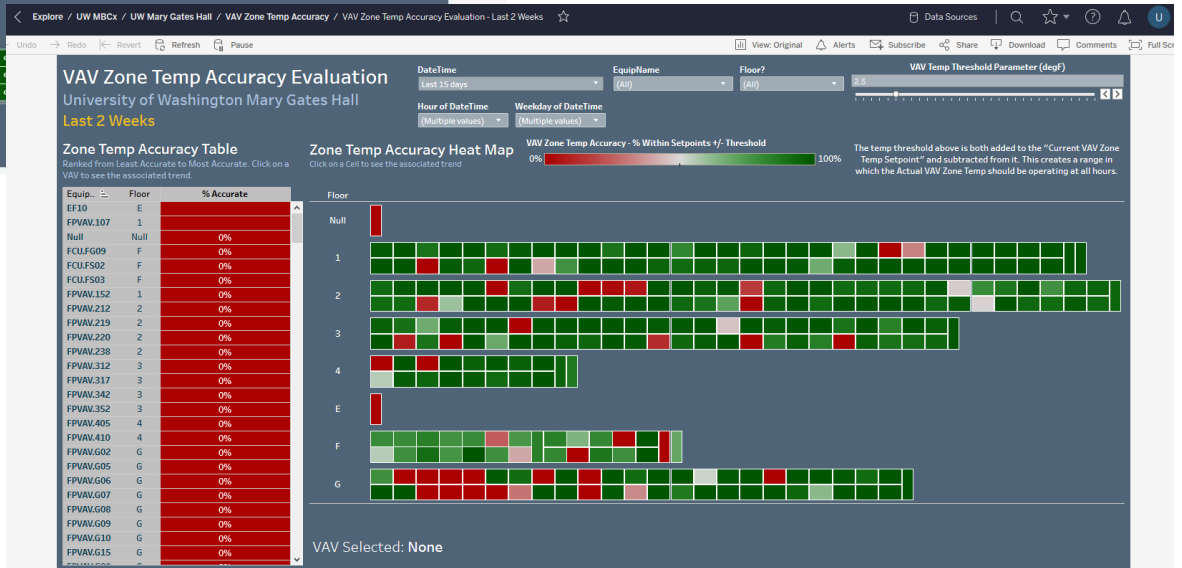 Explore / UW MBCx / UW Mary Gates Hall / VAV Zone Temp Accuracy / VAV Zone Temp Accuracy Evaluation - Last 2 Weeks
Data Sources
U
Undo Redo Revert Refresh Pause
View: Original Alerts Subscribe Share Download Comments Full Scr
VAV Zone Temp Accuracy Evaluation
University of Washington Mary Gates Hall
Last 2 Weeks
DateTime
Last 15 days
EquipName
(All)
Floor?
(All)
VAV Temp Threshold Parameter (degF)
2.5
Hour of DateTime
(Multiple values)
Weekday of DateTime
(Multiple values)
Zone Temp Accuracy Table
Ranked from Least Accurate to Most Accurate. Click on a
VAV to see the associated trend.
Zone Temp Accuracy Heat Map
Click on a Cell to see the associated trend
VAV Zone Temp Accuracy - % Within Setpoints +/- Threshold
0% 100%
The temp threshold above is both added to the "Current VAV Zone
Temp Setpoint" and subtracted from it. This creates a range in
which the Actual VAV Zone Temp should be operating at all hours.
Equip.. Floor % Accurate
EF10 E
FPVAV.107 1
Null Null 0%
FCU.FG09 F 0%
FCU.FS02 F 0%
FCU.FS03 F 0%
FPVAV.152 1 0%
FPVAV.212 2 0%
FPVAV.219 2 0%
FPVAV.220 2 0%
FPVAV.238 2 0%
FPVAV.312 3 0%
FPVAV.317 3 0%
FPVAV.342 3 0%
FPVAV.352 3 0%
FPVAV.405 4 0%
FPVAV.410 4 0%
FPVAV.G02 G 0%
FPVAV.G05 G 0%
FPVAV.G06 G 0%
FPVAV.G07 G 0%
FPVAV.G08 G 0%
FPVAV.G09 G 0%
FPVAV.G10 G 0%
FPVAV.G15 G 0%
Floor
Null
1
2
3
4
E
F
G
VAV Selected: None